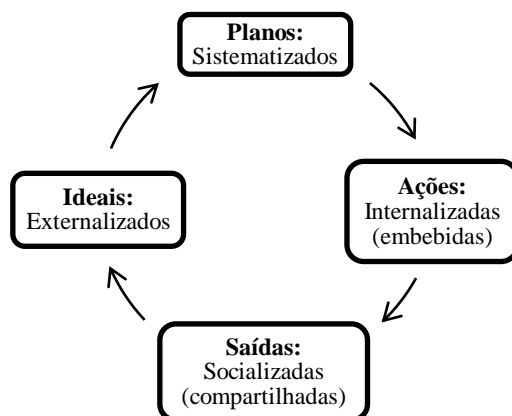 Planos:
Sistematizados
Ideais:
Externalizados
Ações:
Internalizadas
(embebidas)
Saídas:
Socializadas
(compartilhadas)